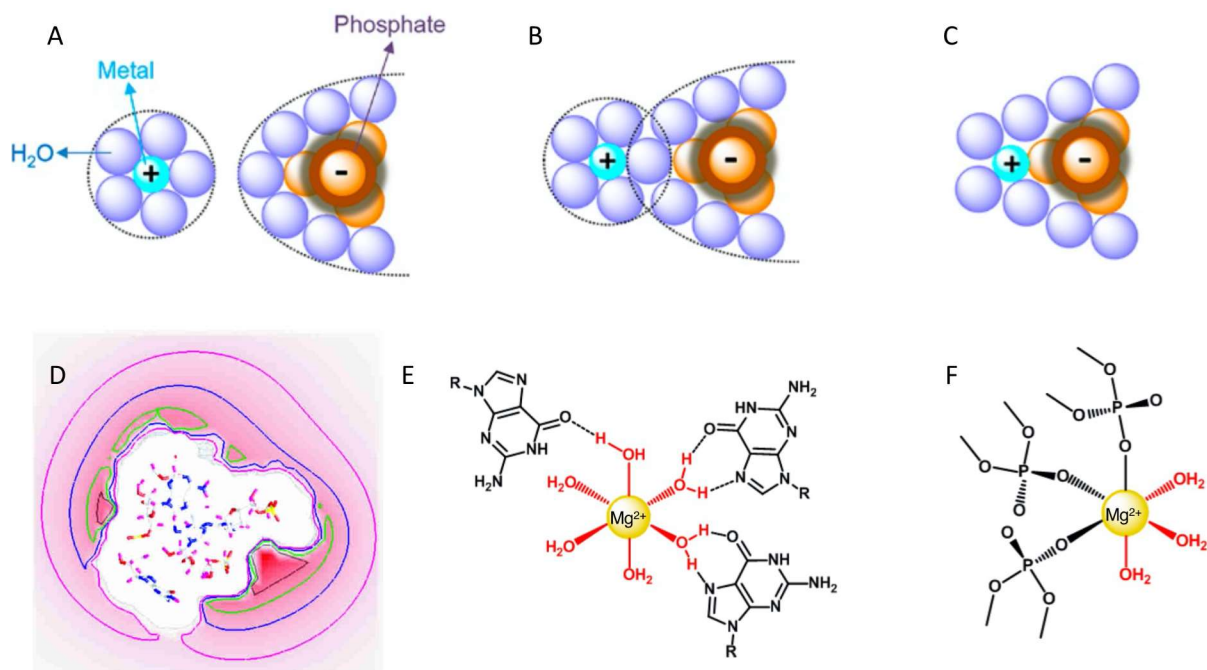 A
Phosphate
Metal
H₂O
+
-
B
+
-
C
+
-
D
E
R
N
N
O
N
NH
H₂N
H
OH
H₂O
H₂O
Mg²⁺
OH₂
O
H
H
O
H
H
O
NH
NH₂
N
N
N
R
O
NH
N
NH₂
N
N
R
F
O
O
P
O
O
O
O
P
O
O
O
P
O
O
O
Mg²⁺
OH₂
OH₂
OH₂